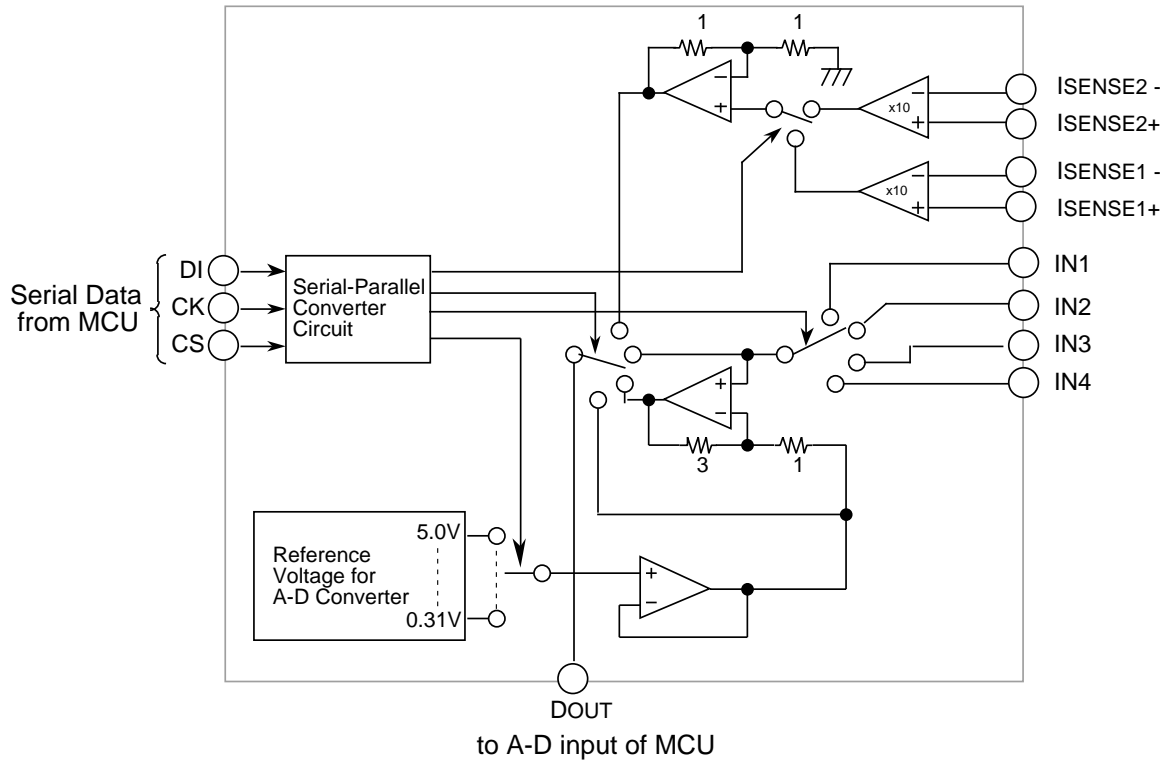 1 1
ISENSE2 -
x10
ISENSE2+
ISENSE1 -
x10
ISENSE1+
Serial Data
from MCU
DI
CK
CS
Serial-Parallel
Converter
Circuit
IN1
IN2
IN3
IN4
3 1
Reference
Voltage for
A-D Converter
5.0V
0.31V
DOUT
to A-D input of MCU